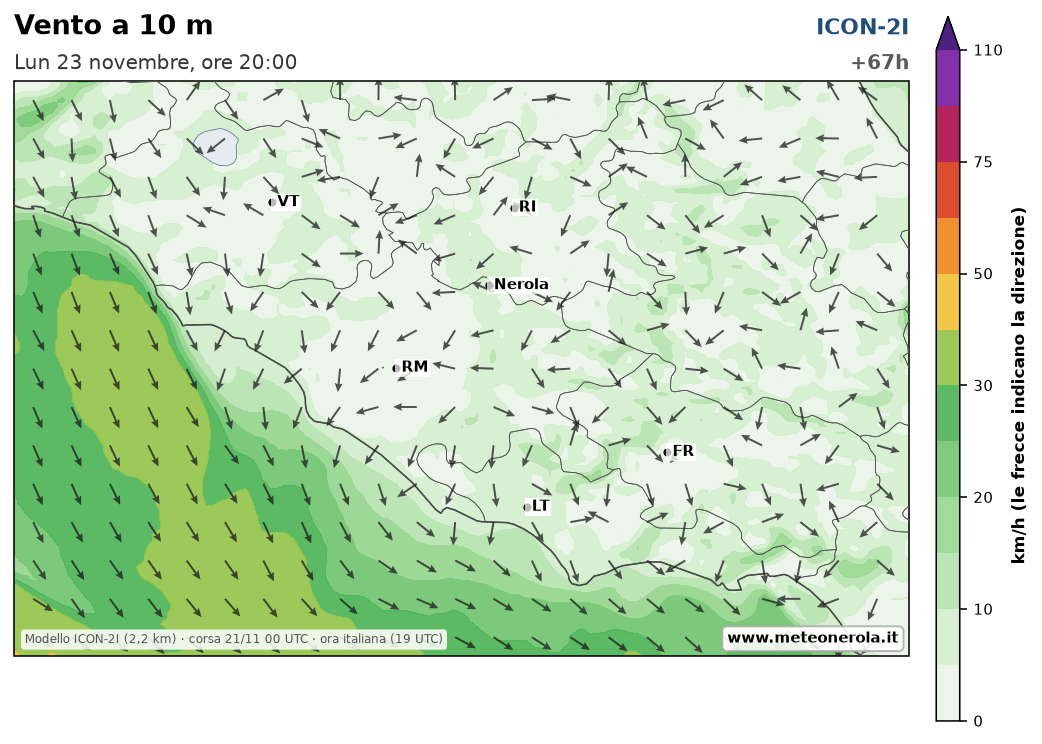 Vento a 10 m
ICON-2I
Lun 23 novembre, ore 20:00
+67h
VT
RI
Nerola
RM
FR
LT
Modello ICON-2I (2,2 km) · corsa 21/11 00 UTC · ora italiana (19 UTC)
www.meteonerola.it
110
75
50
30
20
10
0
km/h (le frecce indicano la direzione)